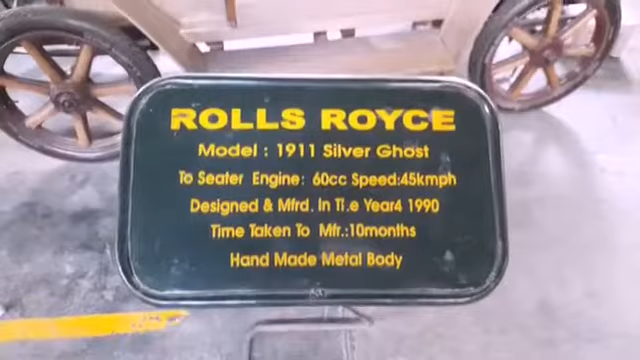 ROLLS ROYCE
Model : 1911 Silver Ghost
To Seater Engine: 60cc Speed:45kmph
Designed & Mfrd. In The Year4 1990
Time Taken To Mfr.:10months
Hand Made Metal Body